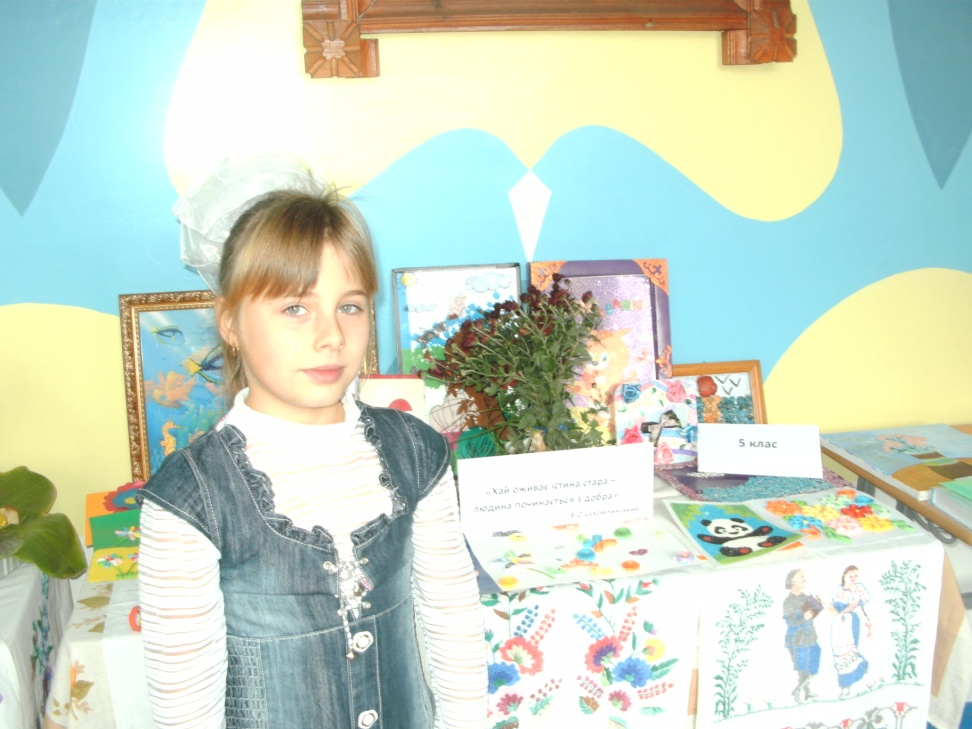 «Хай оживає істина стара –
людина починається з добра»
5 клас